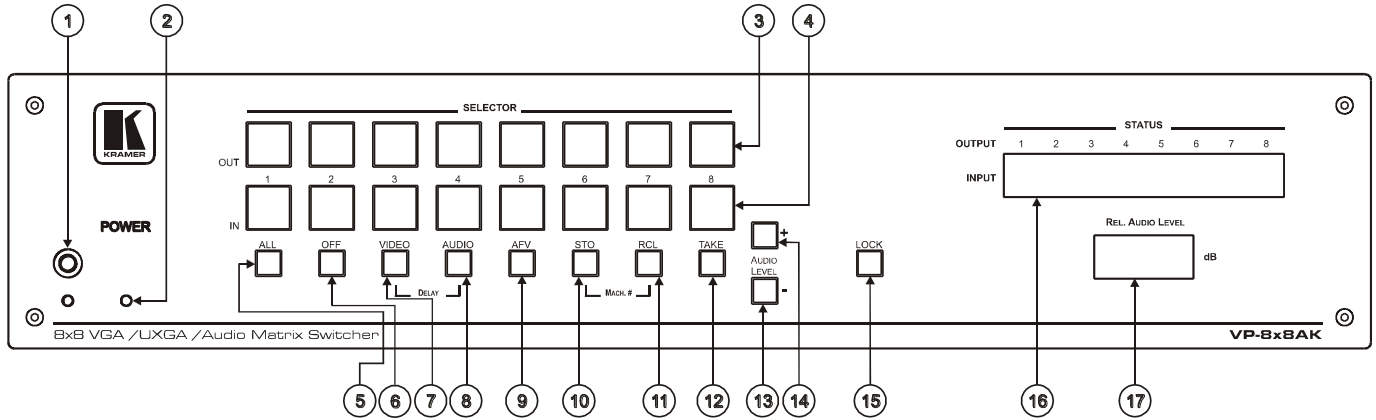 1 2 3 4
SELECTOR
STATUS
OUTPUT 1 2 3 4 5 6 7 8
KRAMER
OUT
1 2 3 4 5 6 7 8
INPUT
IN
POWER
REL. AUDIO LEVEL
ALL OFF VIDEO AUDIO AFV STO RCL TAKE + LOCK
dB
AUDIO
LEVEL
DELAY MACH. # -
8x8 VGA /UXGA /Audio Matrix Switcher VP-8x8AK
5 6 7 8 9 10 11 12 13 14 15 16 17